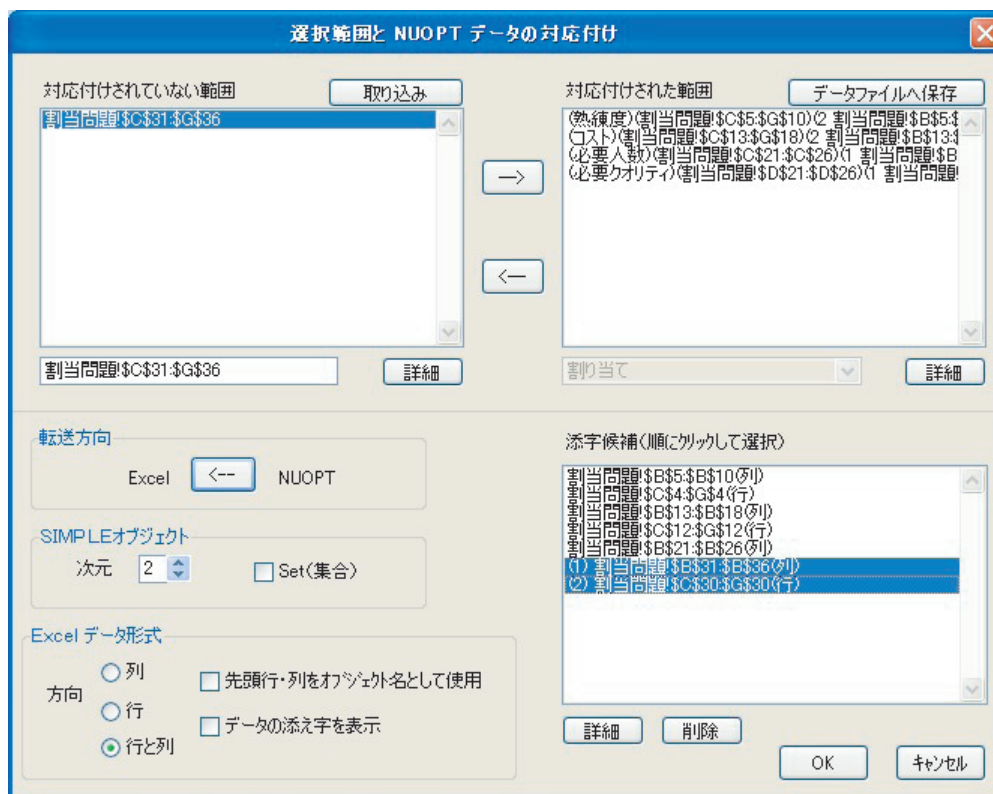 選択範囲と NUOPT データの対応付け
対応付けされていない範囲
取り込み
割当問題!$C$31:$G$36
対応付けされた範囲
データファイルへ保存
(熟練度)(割当問題!$C$5:$G$10)(2 割当問題!$B$5:$
(コスト)(割当問題!$C$13:$G$18)(2 割当問題!$B$13:$
(必要人数)(割当問題!$C$21:$C$26)(1 割当問題!$B
(必要クオリティ)(割当問題!$D$21:$D$26)(1 割当問題!
-->
<--
割当問題!$C$31:$G$36
詳細
割り当て
詳細
転送方向
Excel <-- NUOPT
SIMPLEオブジェクト
次元 2 Set(集合)
Excel データ形式
方向
列
行
行と列
先頭行・列をオブジェクト名として使用
データの添え字を表示
添字候補(順にクリックして選択)
割当問題!$B$5:$B$10(列)
割当問題!$C$4:$G$4(行)
割当問題!$B$13:$B$18(列)
割当問題!$C$12:$G$12(行)
割当問題!$B$21:$B$26(列)
(1) 割当問題!$B$31:$B$36(列)
(2) 割当問題!$C$30:$G$30(行)
詳細
削除
OK
キャンセル